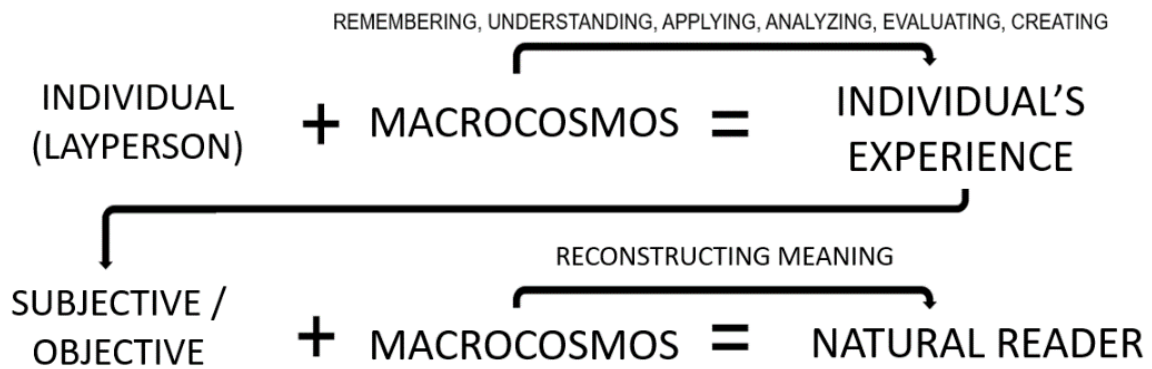 REMEMBERING, UNDERSTANDING, APPLYING, ANALYZING, EVALUATING, CREATING
INDIVIDUAL
(LAYPERSON)
+ MACROCOSMOS =
INDIVIDUAL’S
EXPERIENCE
RECONSTRUCTING MEANING
SUBJECTIVE /
OBJECTIVE
+ MACROCOSMOS = NATURAL READER